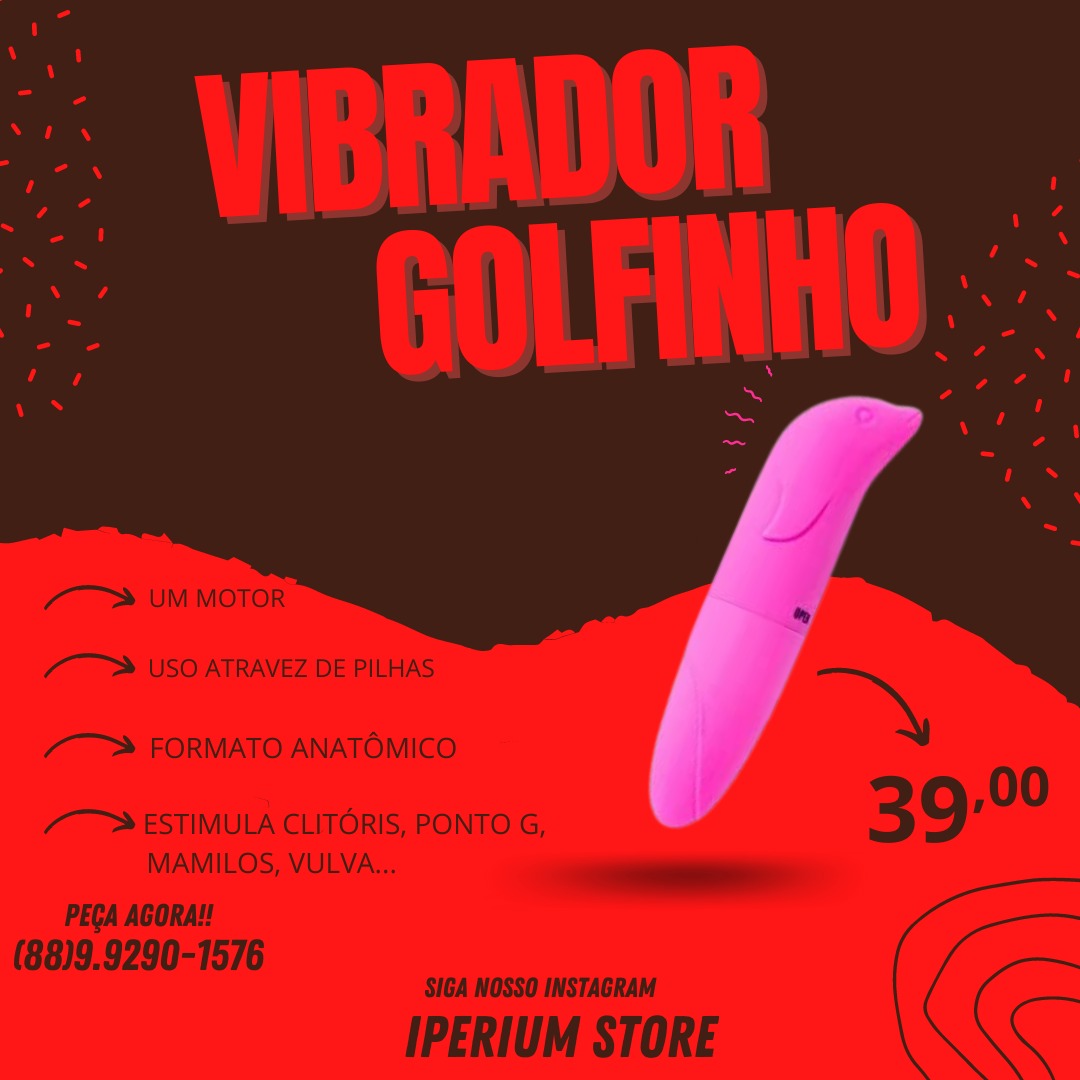 VIBRADOR
GOLFINHO
UM MOTOR
USO ATRAVEZ DE PILHAS
FORMATO ANATÔMICO
ESTIMULA CLITÓRIS, PONTO G,
MAMILOS, VULVA...
OPEN
39,00
PEÇA AGORA!!
(88)9.9290-1576
SIGA NOSSO INSTAGRAM
IPERIUM STORE